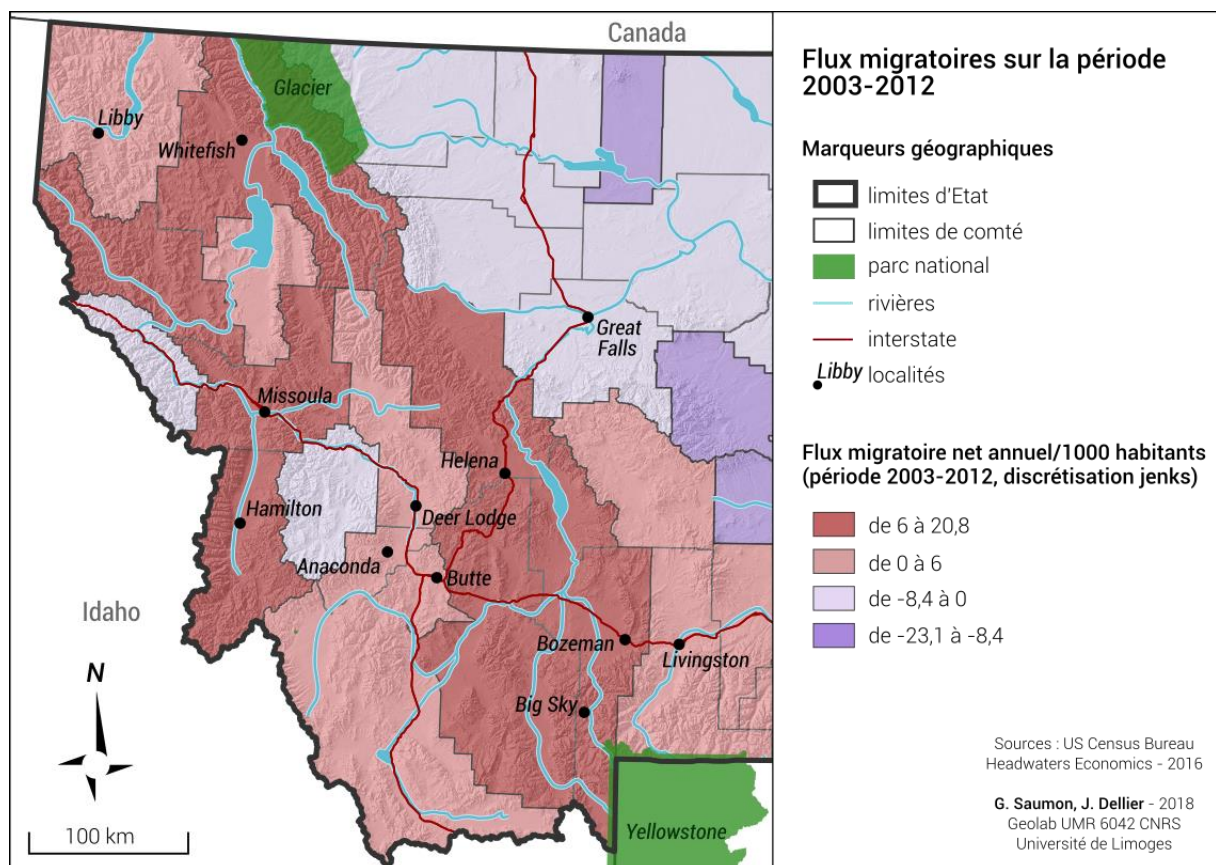 Canada
Glacier
Libby
Whitefish
Great
Falls
Missoula
Helena
Hamilton
Deer Lodge
Anaconda
Butte
Idaho
Bozeman
Livingston
Big Sky
N
100 km
Yellowstone
Flux migratoires sur la période
2003-2012
Marqueurs géographiques
limites d'Etat
limites de comté
parc national
rivières
interstate
Libby localités
Flux migratoire net annuel/1000 habitants
(période 2003-2012, discrétisation jenks)
de 6 à 20,8
de 0 à 6
de -8,4 à 0
de -23,1 à -8,4
Sources : US Census Bureau
Headwaters Economics - 2016
G. Saumon, J. Dellier - 2018
Geolab UMR 6042 CNRS
Université de Limoges